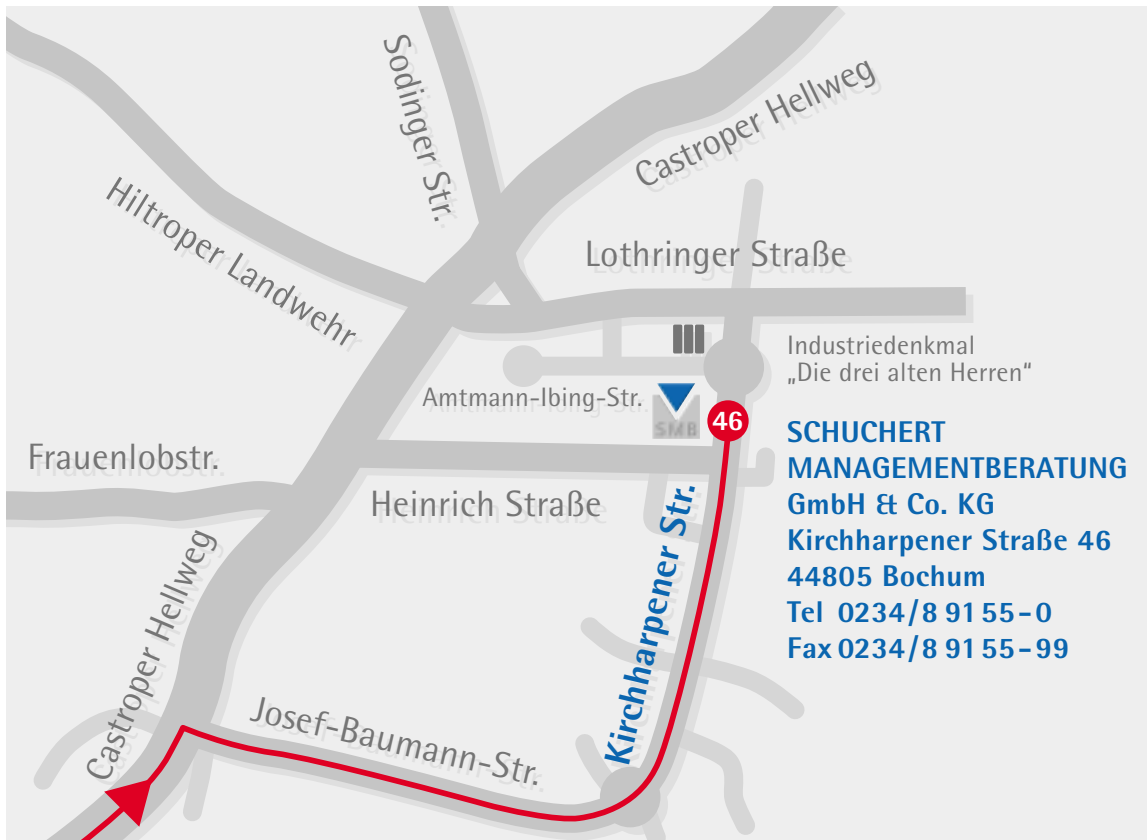 Sodinger Str.
Castroper Hellweg
Hiltroper Landwehr
Lothringer Straße
Industriedenkmal
„Die drei alten Herren“
Amtmann-Ibing-Str.
SMB
46
Frauenlobstr.
Heinrich Straße
SCHUCHERT
MANAGEMENTBERATUNG
GmbH & Co. KG
Kirchharpener Straße 46
44805 Bochum
Tel 0234/8 91 55-0
Fax 0234/8 91 55-99
Kirchharpener Str.
Castroper Hellweg
Josef-Baumann-Str.